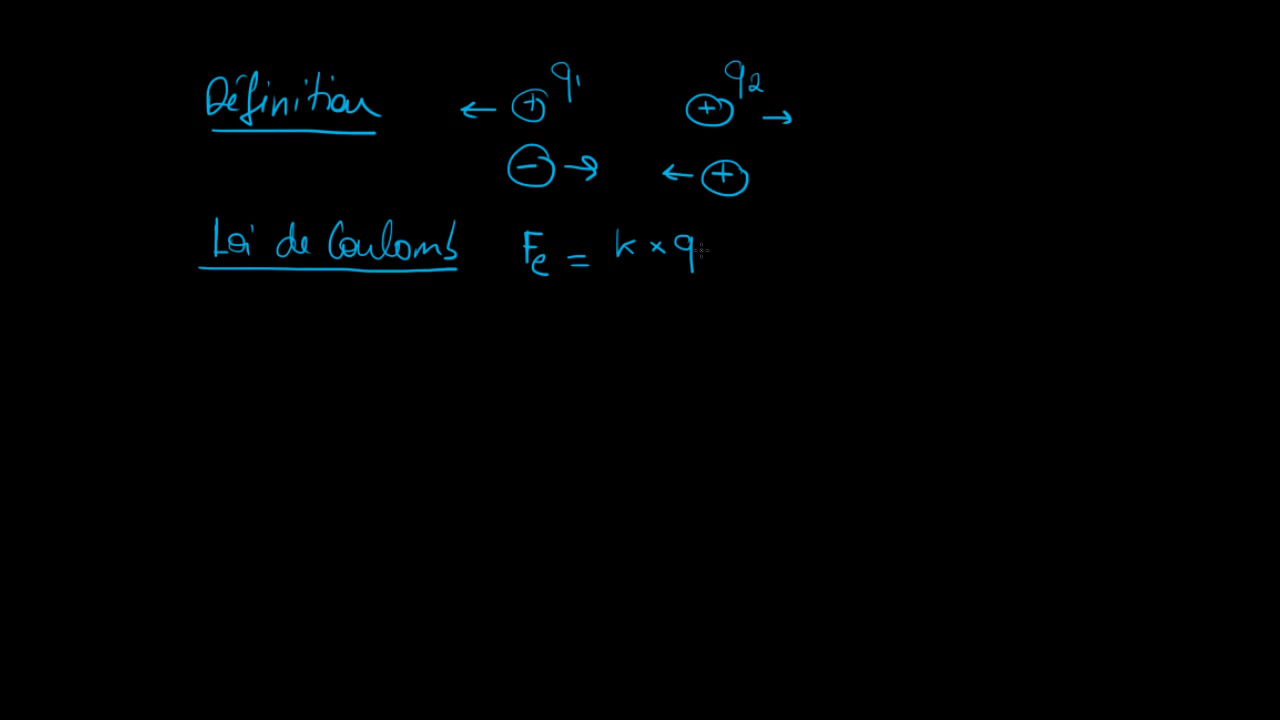 Définition ← ⊕ q1 ⊕ q2 →
⊖ → ← ⊕
Loi de Coulomb Fe = k × q